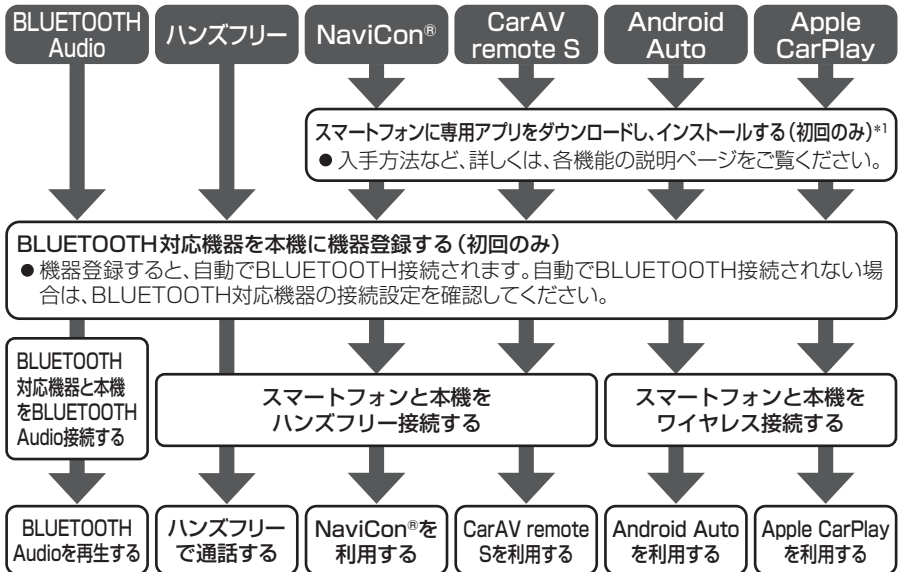 BLUETOOTH
Audio
ハンズフリー
NaviCon®
CarAV
remote S
Android
Auto
Apple
CarPlay
スマートフォンに専用アプリをダウンロードし、インストールする(初回のみ)*1
●入手方法など、詳しくは、各機能の説明ページをご覧ください。
BLUETOOTH対応機器を本機に機器登録する(初回のみ)
●機器登録すると、自動でBLUETOOTH接続されます。自動でBLUETOOTH接続されない場
合は、BLUETOOTH対応機器の接続設定を確認してください。
BLUETOOTH
対応機器と本機
をBLUETOOTH
Audio接続する
スマートフォンと本機を
ハンズフリー接続する
スマートフォンと本機を
ワイヤレス接続する
BLUETOOTH
Audioを再生する
ハンズフリー
で通話する
NaviCon®を
利用する
CarAV remote
Sを利用する
Android Auto
を利用する
Apple CarPlay
を利用する